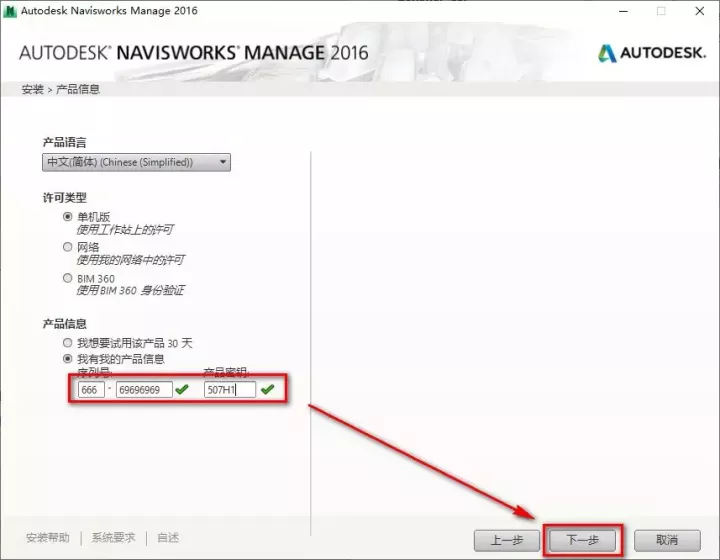 Autodesk Navisworks Manage 2016
AUTODESK® NAVISWORKS® MANAGE 2016
AUTODESK.
安装 > 产品信息
产品语言
中文(简体) (Chinese (Simplified))
许可类型
单机版
使用工作站上的许可
网络
使用我的网络中的许可
BIM 360
使用 BIM 360 身份验证
产品信息
我想要试用该产品 30 天
我有我的产品信息
序列号: 产品密钥:
666 - 69696969 507H1
安装帮助 | 系统要求 | 自述
上一步 下一步 取消